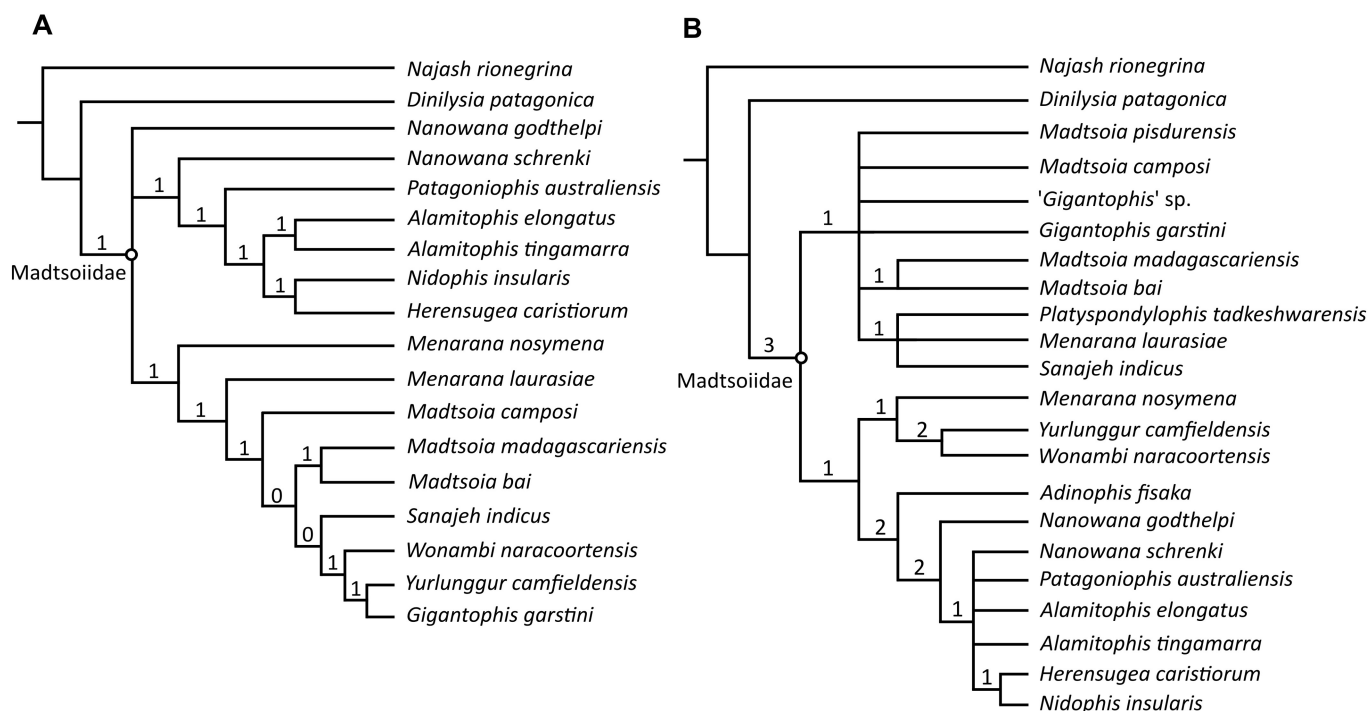 A
Najash rionegrina
Dinilysia patagonica
Nanowana godthelpi
Nanowana schrenki
1
Patagoniophis australiensis
1
Alamitophis elongatus
1
1
Alamitophis tingamarra
1
Madtsoiidae
Nidophis insularis
1
Herensugea caristiorum
Menarana nosymena
1
Menarana laurasiae
1
Madtsoia camposi
1
Madtsoia madagascariensis
1
Madtsoia bai
0
Sanajeh indicus
0
Wonambi naracoortensis
1
Yurlunggur camfieldensis
1
Gigantophis garstini
B
Najash rionegrina
Dinilysia patagonica
Madtsoia pisdurensis
Madtsoia camposi
'Gigantophis' sp.
1
Gigantophis garstini
Madtsoia madagascariensis
1
Madtsoia bai
Platyspondylophis tadkeshwarensis
1
Menarana laurasiae
3
Sanajeh indicus
Madtsoiidae
Menarana nosymena
1
Yurlunggur camfieldensis
2
Wonambi naracoortensis
1
Adinophis fisaka
2
Nanowana godthelpi
Nanowana schrenki
2
Patagoniophis australiensis
Alamitophis elongatus
1
Alamitophis tingamarra
Herensugea caristiorum
1
Nidophis insularis